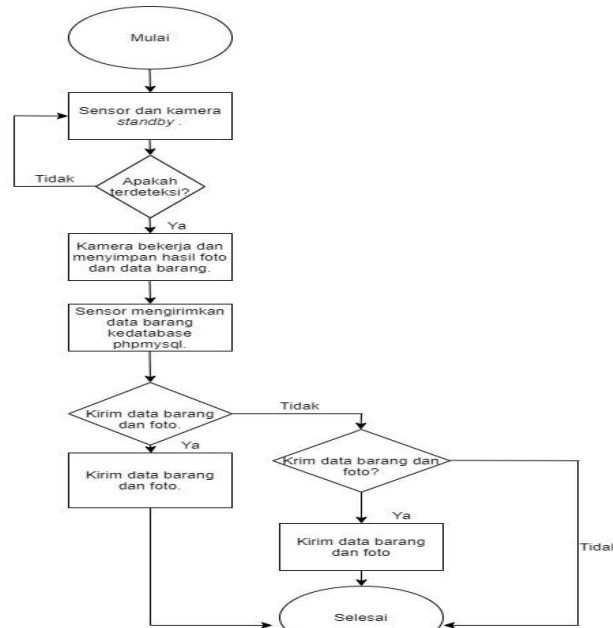 Mulai
Sensor dan kamera
standby .
Tidak
Apakah
terdeteksi?
Ya
Kamera bekerja dan
menyimpan hasil foto
dan data barang.
Sensor mengirimkan
data barang
kedatabase
phpmysql.
Kirim data barang
dan foto.
Tidak
Ya
Kirim data barang
dan foto.
Krim data barang dan
foto?
Ya
Kirim data barang
dan foto
Tidal
Selesai